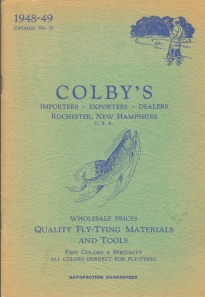 1948-49
CATALOG NO. 15
COLBY'S
IMPORTERS - EXPORTERS - DEALERS
ROCHESTER, NEW HAMPSHIRE
U. S. A.
WHOLESALE PRICES
QUALITY FLY-TYING MATERIALS
AND TOOLS
FAST COLORS A SPECIALTY
ALL COLORS CORRECT FOR FLY-TYING
SATISFACTION GUARANTEED